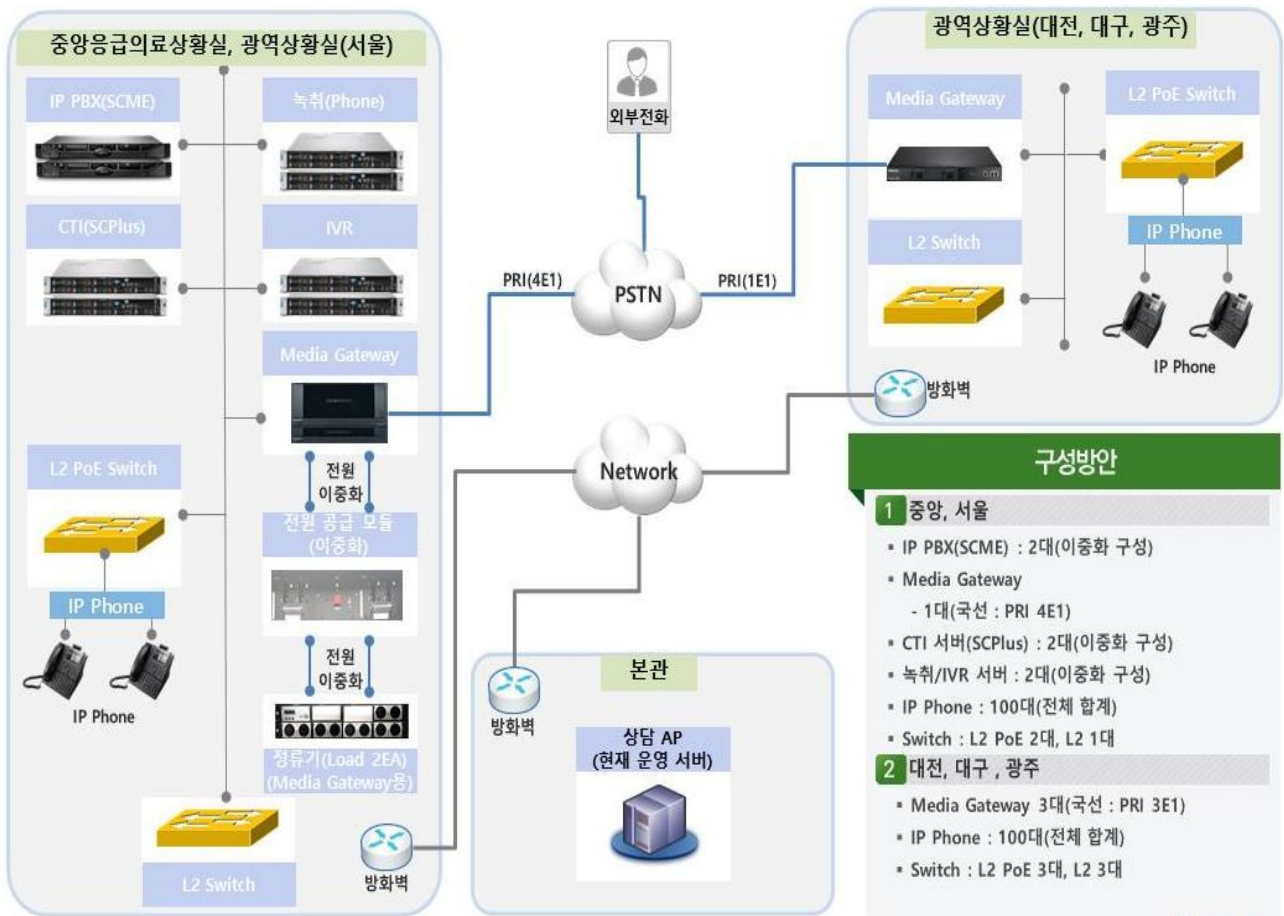 중앙응급의료상황실, 광역상황실(서울)
IP PBX(SCME)
녹취(Phone)
CTI(SCPlus)
IVR
Media Gateway
L2 PoE Switch
전원
이중화
전원 공급 모듈
(이중화)
IP Phone
전원
이중화
IP Phone
정류기(Load 2EA)
(Media Gateway용)
L2 Switch
방화벽
외부전화
PRI(4E1)
PSTN
PRI(1E1)
Network
방화벽
본관
상담 AP
(현재 운영 서버)
광역상황실(대전, 대구, 광주)
Media Gateway
L2 PoE Switch
L2 Switch
IP Phone
IP Phone
방화벽
구성방안
1 중앙, 서울
▪ IP PBX(SCME) : 2대(이중화 구성)
▪ Media Gateway
- 1대(국선 : PRI 4E1)
▪ CTI 서버(SCPlus) : 2대(이중화 구성)
▪ 녹취/IVR 서버 : 2대(이중화 구성)
▪ IP Phone : 100대(전체 합계)
▪ Switch : L2 PoE 2대, L2 1대
2 대전, 대구 , 광주
▪ Media Gateway 3대(국선 : PRI 3E1)
▪ IP Phone : 100대(전체 합계)
▪ Switch : L2 PoE 3대, L2 3대